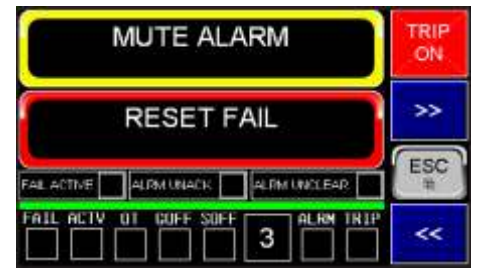 MUTE ALARM
TRIP
ON
RESET FAIL
>>
FAIL ACTIVE ALRM UNACK ALRM UNCLEAR
ESC
FAIL ACTV OT GOFF SOFF 3 ALRM TRIP
<<